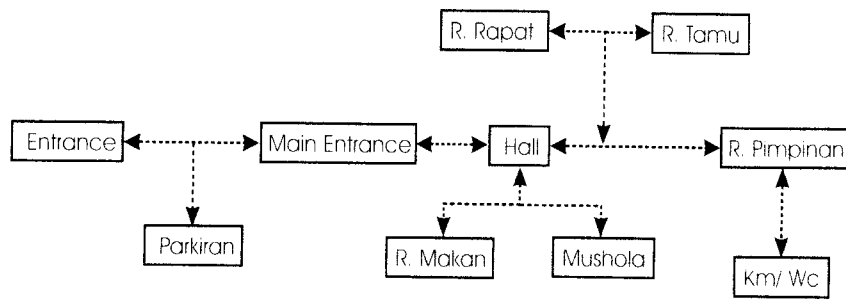 R. Rapat
R. Tamu
Entrance
Main Entrance
Hall
R. Pimpinan
Parkiran
R. Makan
Mushola
Km/ Wc